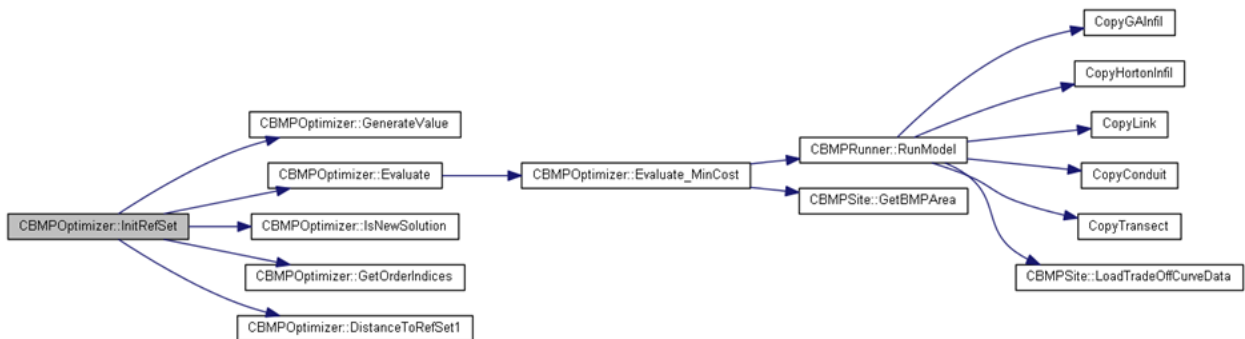 CBMPOptimizer::InitRefSet
CBMPOptimizer::GenerateValue
CBMPOptimizer::Evaluate
CBMPOptimizer::IsNewSolution
CBMPOptimizer::GetOrderIndices
CBMPOptimizer::DistanceToRefSet1
CBMPOptimizer::Evaluate_MinCost
CBMPRunner::RunModel
CBMPSite::GetBMPArea
CopyGAInfil
CopyHortonInfil
CopyLink
CopyConduit
CopyTransect
CBMPSite::LoadTradeOffCurveData